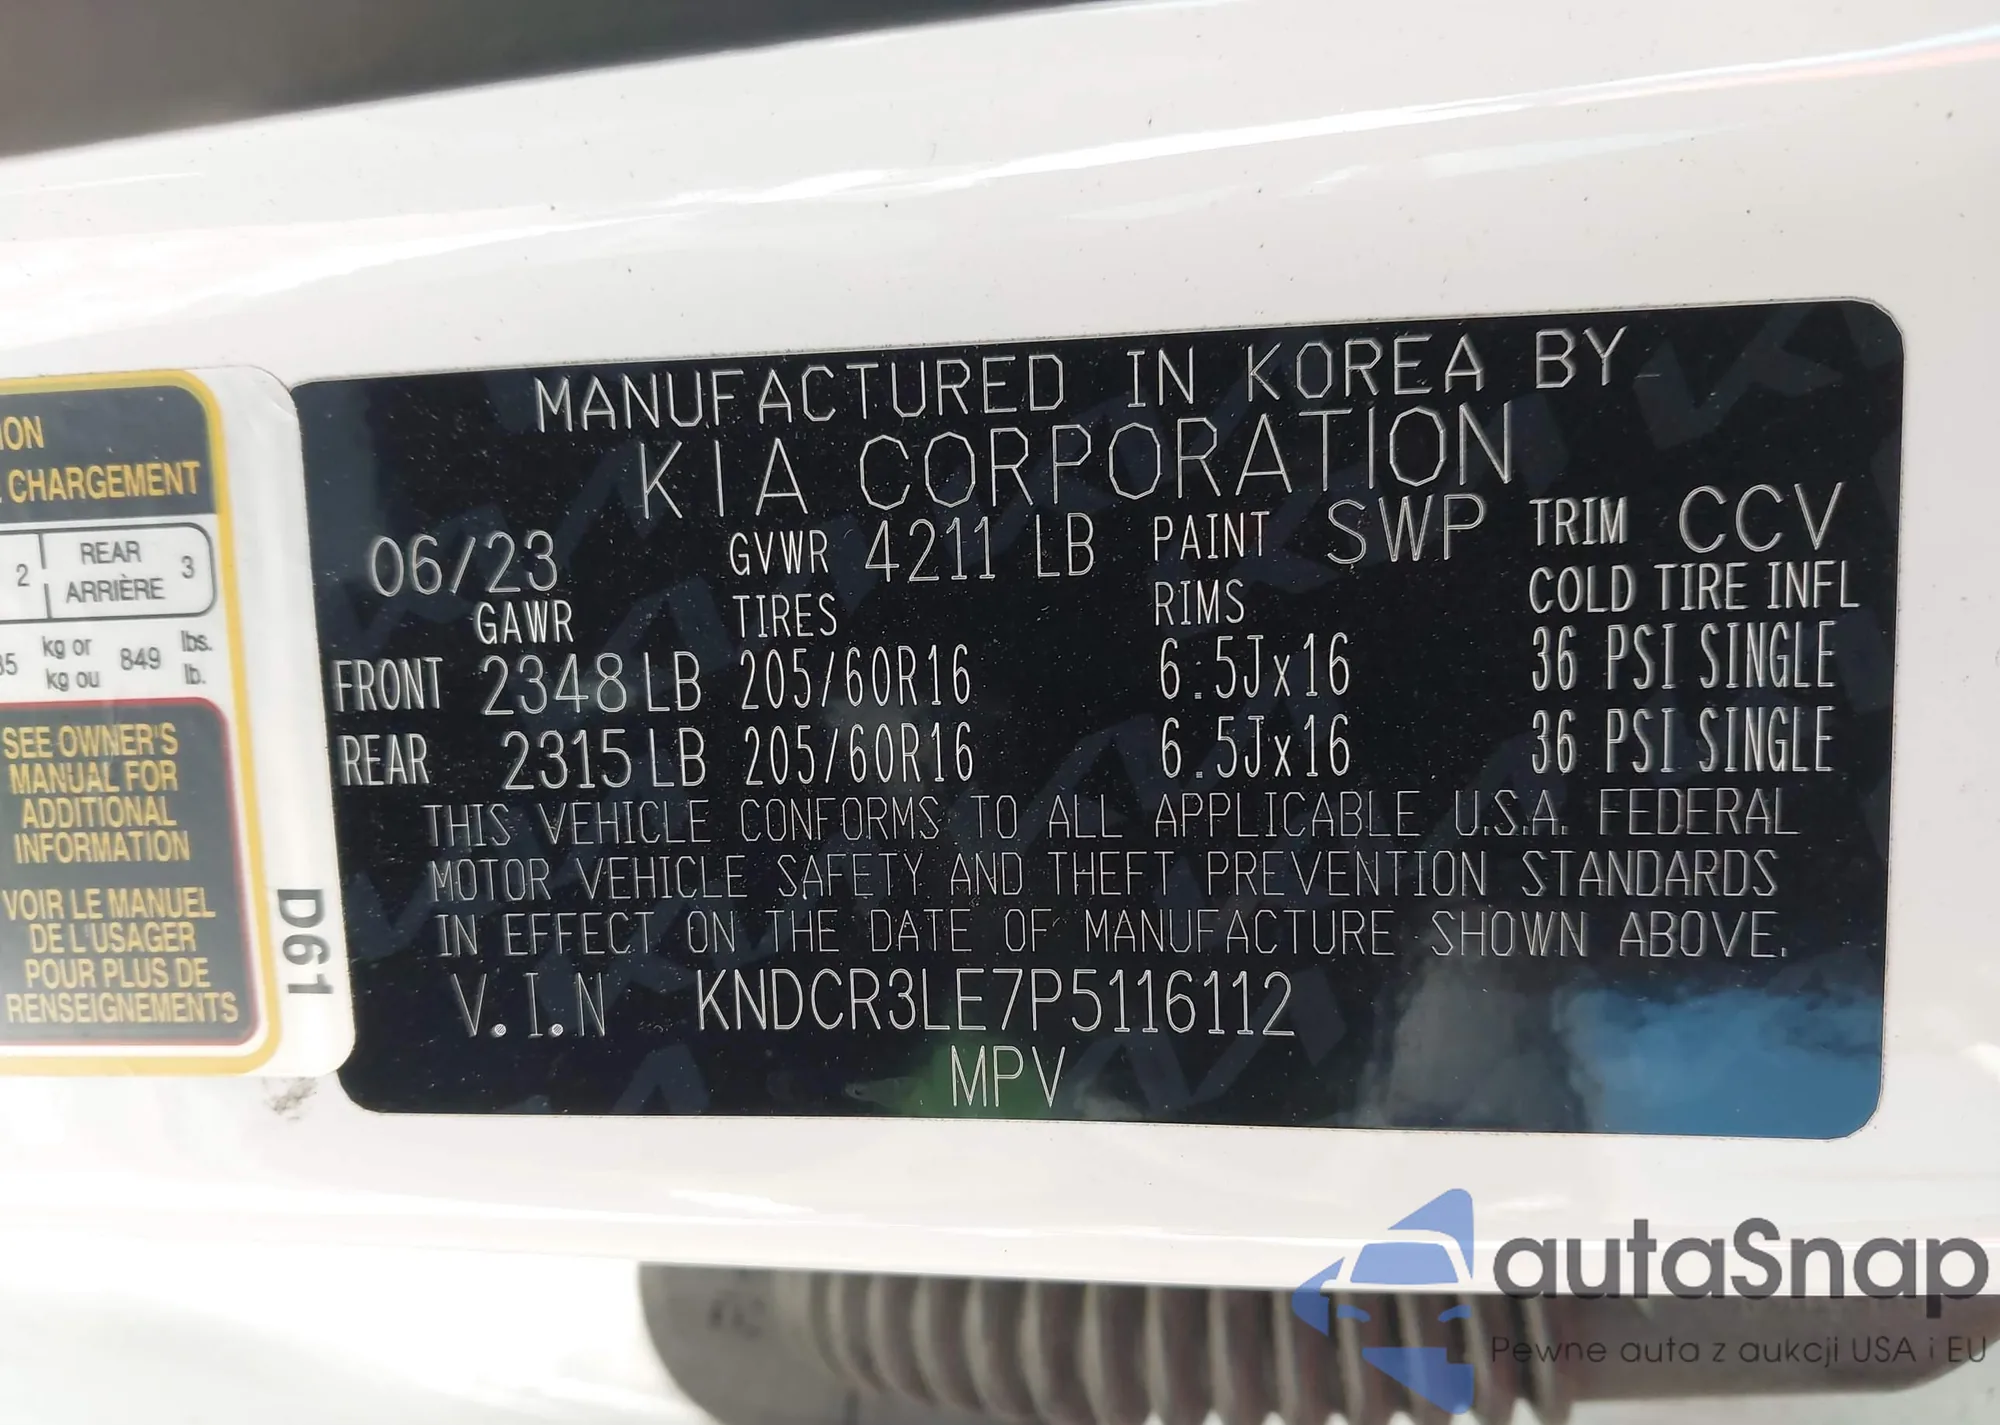 MANUFACTURED IN KOREA BY
KIA CORPORATION
06/23 GVWR 4211 LB PAINT SWP TRIM CCV
GAWR TIRES RIMS COLD TIRE INFL
FRONT 2348 LB 205/60R16 6.5Jx16 36 PSI SINGLE
REAR 2315 LB 205/60R16 6.5Jx16 36 PSI SINGLE
THIS VEHICLE CONFORMS TO ALL APPLICABLE U.S.A. FEDERAL
MOTOR VEHICLE SAFETY AND THEFT PREVENTION STANDARDS
IN EFFECT ON THE DATE OF MANUFACTURE SHOWN ABOVE.
V.I.N KNDCR3LE7P5116112
MPV
CHARGEMENT
2 REAR 3
ARRIÈRE
kg or 849 lbs.
kg ou lb.
SEE OWNER'S
MANUAL FOR
ADDITIONAL
INFORMATION
VOIR LE MANUEL
DE L'USAGER
POUR PLUS DE
RENSEIGNEMENTS
D61
autaSnap
Pewne auta z aukcji USA i EU